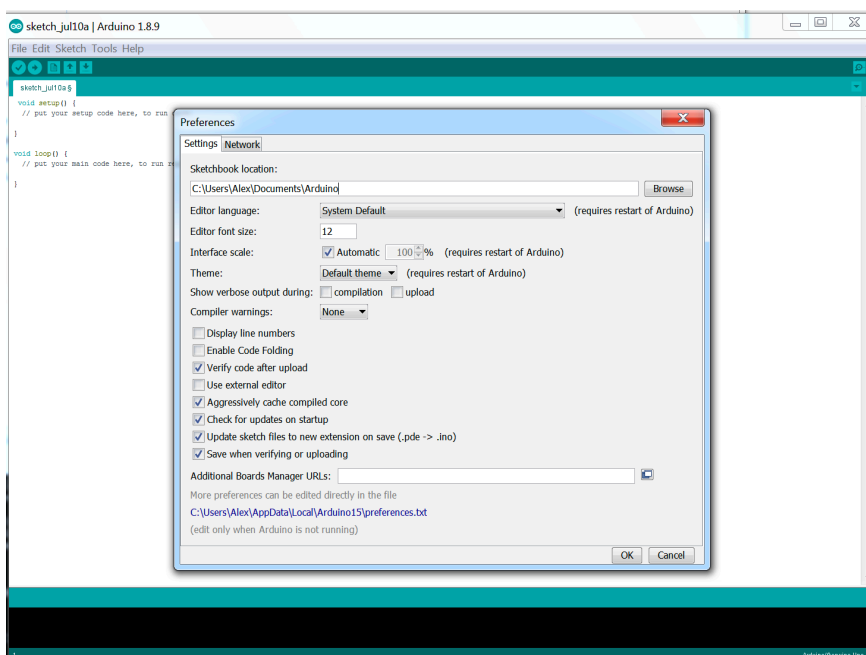 sketch_jul10a | Arduino 1.8.9
File Edit Sketch Tools Help
sketch_jul10a §
void setup() {
// put your setup code here, to run
}
void loop() {
// put your main code here, to run
}
Preferences
Settings Network
Sketchbook location:
C:\Users\Alex\Documents\Arduino
Browse
Editor language: System Default (requires restart of Arduino)
Editor font size: 12
Interface scale: Automatic 100 % (requires restart of Arduino)
Theme: Default theme (requires restart of Arduino)
Show verbose output during: compilation upload
Compiler warnings: None
Display line numbers
Enable Code Folding
Verify code after upload
Use external editor
Aggressively cache compiled core
Check for updates on startup
Update sketch files to new extension on save (.pde -> .ino)
Save when verifying or uploading
Additional Boards Manager URLs:
More preferences can be edited directly in the file
C:\Users\Alex\AppData\Local\Arduino15\preferences.txt
(edit only when Arduino is not running)
OK Cancel